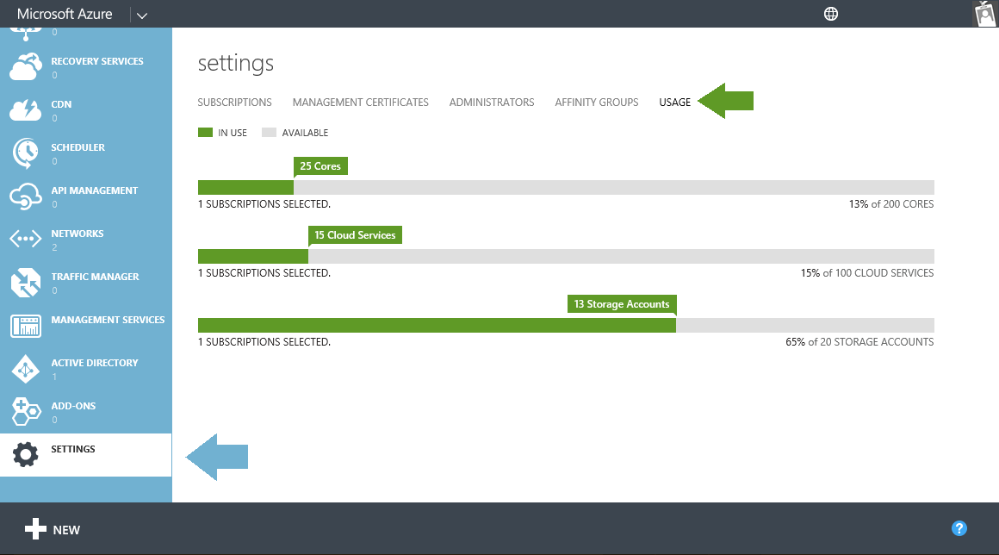 Microsoft Azure
0
RECOVERY SERVICES
0
CDN
0
SCHEDULER
0
API MANAGEMENT
0
NETWORKS
2
TRAFFIC MANAGER
0
MANAGEMENT SERVICES
ACTIVE DIRECTORY
1
ADD-ONS
0
SETTINGS
settings
SUBSCRIPTIONS MANAGEMENT CERTIFICATES ADMINISTRATORS AFFINITY GROUPS USAGE
IN USE AVAILABLE
25 Cores
1 SUBSCRIPTIONS SELECTED. 13% of 200 CORES
15 Cloud Services
1 SUBSCRIPTIONS SELECTED. 15% of 100 CLOUD SERVICES
13 Storage Accounts
1 SUBSCRIPTIONS SELECTED. 65% of 20 STORAGE ACCOUNTS
NEW ?